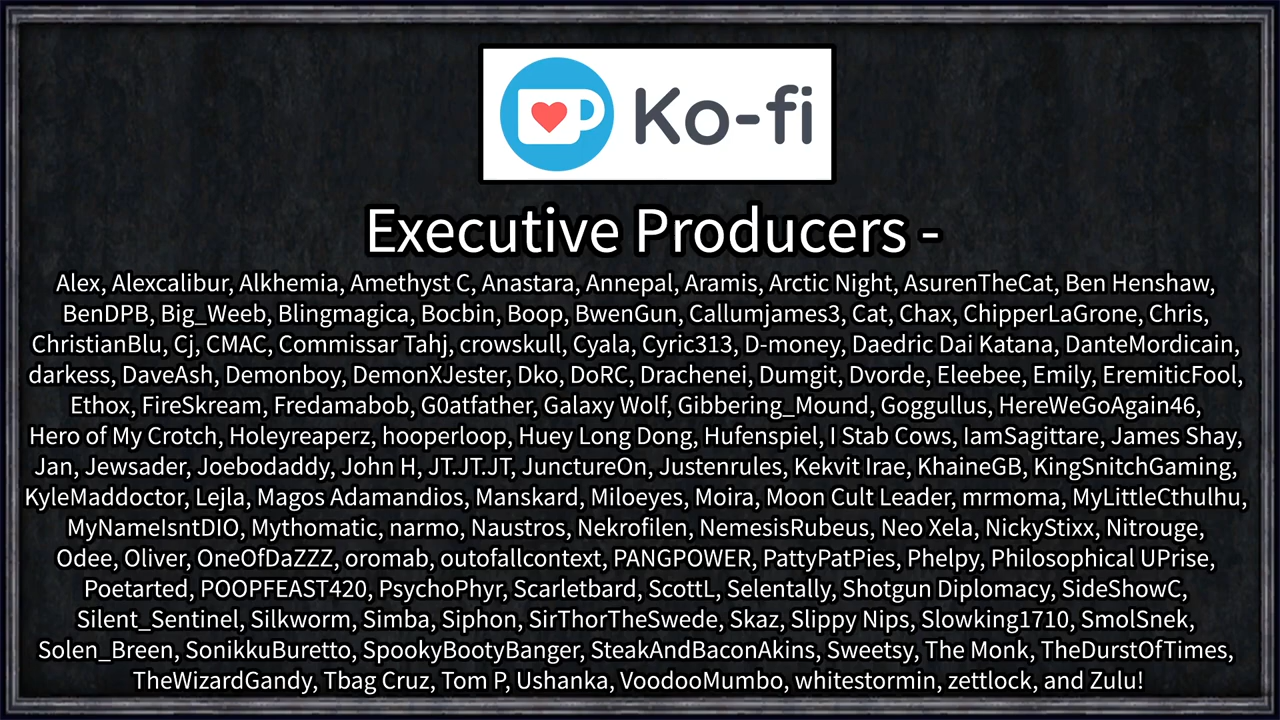 Ko-fi
Executive Producers -
Alex, Alexcalibur, Alkhemia, Amethyst C, Anastara, Annepal, Aramis, Arctic Night, AsurenTheCat, Ben Henshaw,
BenDPB, Big_Weeb, Blingmagica, Bocbin, Boop, BwenGun, Callumjames3, Cat, Chax, ChipperLaGrone, Chris,
ChristianBlu, Cj, CMAC, Commissar Tahj, crowskull, Cyala, Cyric313, D-money, Daedric Dai Katana, DanteMordicain,
darkess, DaveAsh, Demonboy, DemonXJester, Dko, DoRC, Drachenei, Dumgit, Dvorde, Eleebee, Emily, EremiticFool,
Ethox, FireSkream, Fredamabob, G0atfather, Galaxy Wolf, Gibbering_Mound, Goggullus, HereWeGoAgain46,
Hero of My Crotch, Holeyreaperz, hooperloop, Huey Long Dong, Hufenspiel, I Stab Cows, IamSagittare, James Shay,
Jan, Jewsader, Joebodaddy, John H, JT.JT.JT, JunctureOn, Justenrules, Kekvit Irae, KhaineGB, KingSnitchGaming,
KyleMaddoctor, Lejla, Magos Adamandios, Manskard, Miloeyes, Moira, Moon Cult Leader, mrmoma, MyLittleCthulhu,
MyNameIsntDIO, Mythomatic, narmo, Naustros, Nekrofilen, NemesisRubeus, Neo Xela, NickyStixx, Nitrouge,
Odee, Oliver, OneOfDaZZZ, oromab, outofallcontext, PANGPOWER, PattyPatPies, Phelpy, Philosophical UPrise,
Poetarted, POOPFEAST420, PsychoPhyr, Scarletbard, ScottL, Selentally, Shotgun Diplomacy, SideShowC,
Silent_Sentinel, Silkworm, Simba, Siphon, SirThorTheSwede, Skaz, Slippy Nips, Slowking1710, SmolSnek,
Solen_Breen, SonikkuBuretto, SpookyBootyBanger, SteakAndBaconAkins, Sweetsy, The Monk, TheDurstOfTimes,
TheWizardGandy, Tbag Cruz, Tom P, Ushanka, VoodooMumbo, whitestormin, zettlock, and Zulu!